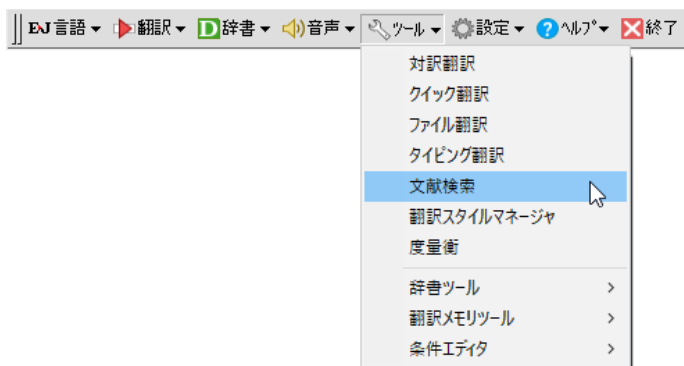 EJ 言語 翻訳 D 辞書 音声 ツール 設定 ? ヘルプ 終了
対訳翻訳
クイック翻訳
ファイル翻訳
タイピング翻訳
文献検索
翻訳スタイルマネージャ
度量衡
辞書ツール
翻訳メモリツール
条件エディタ